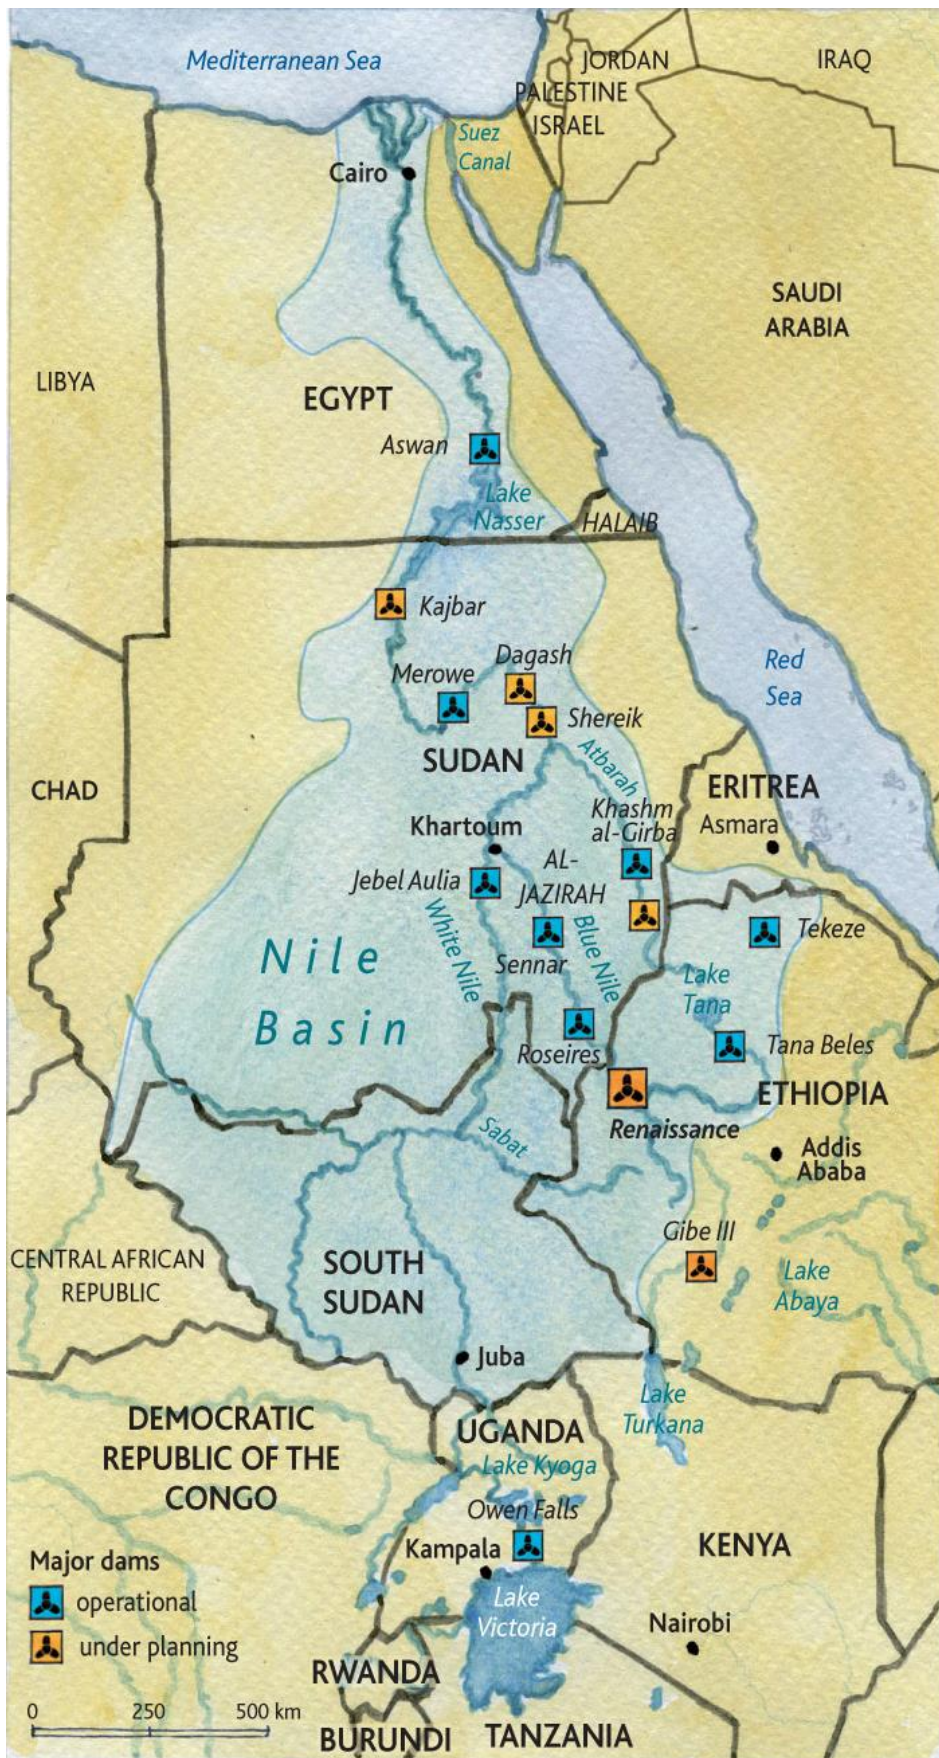 Mediterranean Sea
JORDAN
IRAQ
PALESTINE
ISRAEL
Suez
Canal
Cairo
SAUDI
ARABIA
LIBYA
EGYPT
Aswan
Lake
Nasser
HALAIB
Kajbar
Dagash
Merowe
Red
Sea
Shereik
SUDAN
Atbarah
CHAD
ERITREA
Khashm
al-Girba
Asmara
Khartoum
AL-
JAZIRAH
Jebel Aulia
White Nile
Blue Nile
Sennar
Tekeze
Nile
Basin
Lake
Tana
Roseires
Tana Beles
ETHIOPIA
Renaissance
Sabat
Addis
Ababa
Gibe III
CENTRAL AFRICAN
REPUBLIC
SOUTH
SUDAN
Lake
Abaya
Juba
Lake
Turkana
DEMOCRATIC
REPUBLIC OF THE
CONGO
UGANDA
Lake Kyoga
Owen Falls
Kampala
KENYA
Major dams
operational
under planning
Lake
Victoria
Nairobi
RWANDA
0 250 500 km
BURUNDI
TANZANIA